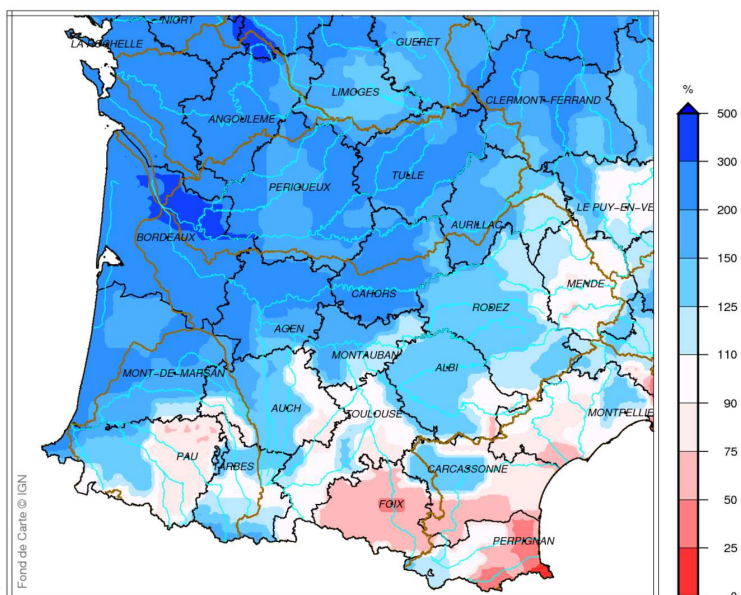 NIORT
LA ROCHELLE
GUERET
%
LIMOGES
CLERMONT-FERRAND
500
ANGOULEME
300
TULLE
PERIGUEUX
200
LE PUY-EN-VE
AURILLAC
BORDEAUX
150
MENDE
CAHORS
125
RODEZ
AGEN
110
MONTAUBAN
ALBI
MONT-DE-MARSAN
90
AUCH
TOULOUSE
MONTPELLIE
75
PAU
TARBES
CARCASSONNE
50
FOIX
25
PERPIGNAN
0
Fond de Carte © IGN